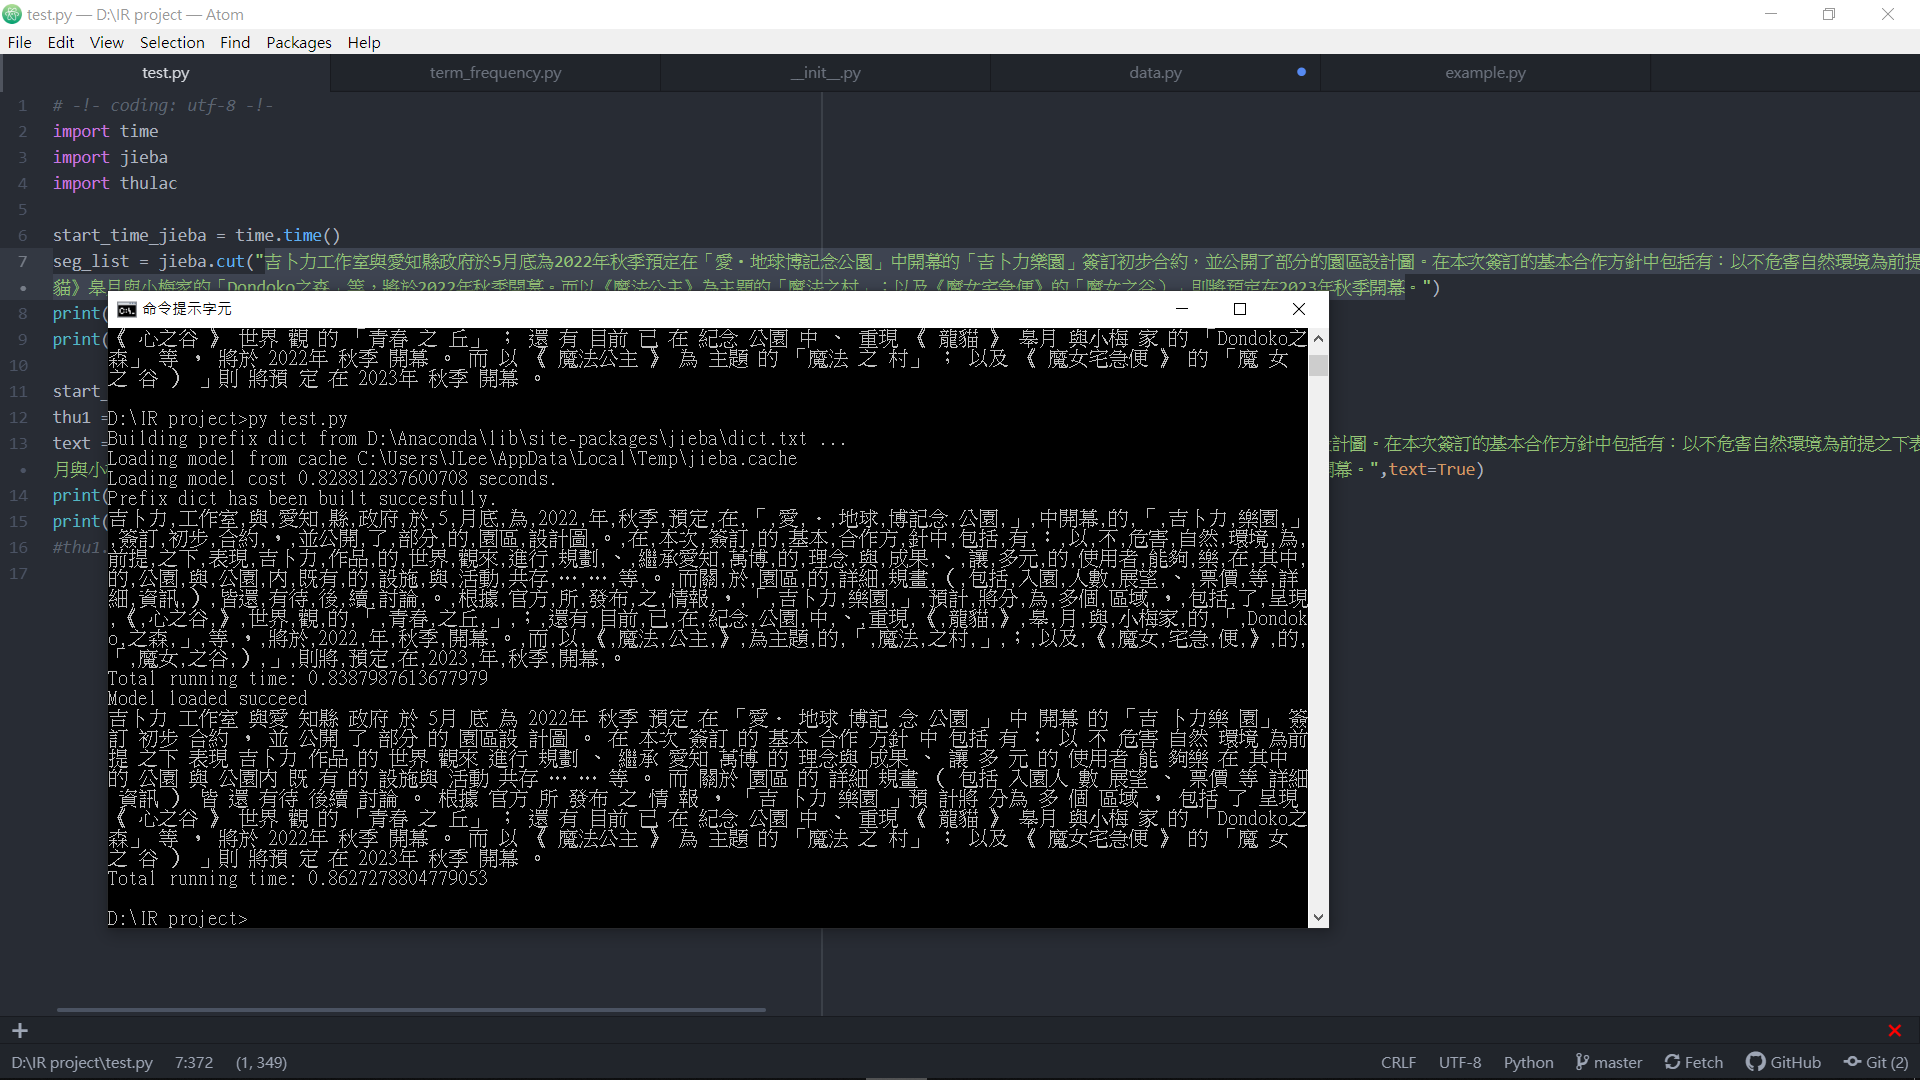 test.py — D:\IR project — Atom
File Edit View Selection Find Packages Help
test.py term_frequency.py __init__.py data.py example.py
1 # -!- coding: utf-8 -!-
2 import time
3 import jieba
4 import thulac
5
6 start_time_jieba = time.time()
7 seg_list = jieba.cut("吉卜力工作室與愛知縣政府於5月底為2022年秋季預定在「愛・地球博記念公園」中開幕的「吉卜力樂園」簽訂初步合約，並公開了部分的園區設計圖。在本次簽訂的基本合作方針中包括有：以不危害自然環境為前提
• 貓》皋月與小梅家的「Dondoko之森」等，將於2022年秋季開幕。而以《魔法公主》為主題的「魔法之村」；以及《魔女宅急便》的「魔女之谷）」則將預定在2023年秋季開幕。")
8 print(
9 print(
10
11 start_
12 thu1 =
13 text = 計圖。在本次簽訂的基本合作方針中包括有：以不危害自然環境為前提之下表
• 月與小 開幕。",text=True)
14 print(
15 print(
16 #thu1.
17
命令提示字元
《 心之谷 》 世界 觀 的 「青春 之 丘」 ； 還 有 目前 已 在 紀念 公園 中 、 重現 《 龍貓 》 皋月 與小梅 家 的 「Dondoko之
森」 等 ， 將於 2022年 秋季 開幕 。 而 以 《 魔法公主 》 為 主題 的 「魔法 之 村」 ； 以及 《 魔女宅急便 》 的 「魔 女
之 谷 ） 」則 將預 定 在 2023年 秋季 開幕 。
D:\IR project>py test.py
Building prefix dict from D:\Anaconda\lib\site-packages\jieba\dict.txt ...
Loading model from cache C:\Users\JLee\AppData\Local\Temp\jieba.cache
Loading model cost 0.828812837600708 seconds.
Prefix dict has been built succesfully.
吉卜力,工作室,與,愛知,縣,政府,於,5,月底,為,2022,年,秋季,預定,在,「,愛,・,地球,博記念,公園,」,中開幕,的,「,吉卜力,樂園,」
,簽訂,初步,合約,，,並公開,了,部分,的,園區,設計圖,。,在,本次,簽訂,的,基本,合作方,針中,包括,有,：,以,不,危害,自然,環境,為,
前提,之下,表現,吉卜力,作品,的,世界,觀來,進行,規劃,、,繼承愛知,萬博,的,理念,與,成果,、,讓,多元,的,使用者,能夠,樂,在,其中,
的,公園,與,公園,内,既有,的,設施,與,活動,共存,…,…,等,。,而關,於,園區,的,詳細,規畫,（,包括,入園,人數,展望,、,票價,等,詳
細,資訊,）,皆還,有待,後,續,討論,。,根據,官方,所,發布,之,情報,，,「,吉卜力,樂園,」,預計,將分,為,多個,區域,，,包括,了,呈現
,《,心之谷,》,世界,觀,的,「,青春,之丘,」,；,還有,目前,已,在,紀念,公園,中,、,重現,《,龍貓,》,皋,月,與,小梅家,的,「,Dondok
o,之森,」,等,，,將於,2022,年,秋季,開幕,。,而,以,《,魔法,公主,》,為主題,的,「,魔法,之村,」,；,以及,《,魔女,宅急,便,》,的,
「,魔女,之谷,）,」,則將,預定,在,2023,年,秋季,開幕,。
Total running time: 0.8387987613677979
Model loaded succeed
吉卜力 工作室 與愛 知縣 政府 於 5月 底 為 2022年 秋季 預定 在 「愛・ 地球 博記 念 公園 」 中 開幕 的 「吉 卜力樂 園」 簽
訂 初步 合約 ， 並 公開 了 部分 的 園區設 計圖 。 在 本次 簽訂 的 基本 合作 方針 中 包括 有 ： 以 不 危害 自然 環境 為前
提 之下 表現 吉卜力 作品 的 世界 觀來 進行 規劃 、 繼承 愛知 萬博 的 理念與 成果 、 讓 多 元 的 使用者 能 夠樂 在 其中
的 公園 與 公園内 既 有 的 設施與 活動 共存 … … 等 。 而 關於 園區 的 詳細 規畫 （ 包括 入園人 數 展望 、 票價 等 詳細
資訊 ） 皆 還 有待 後續 討論 。 根據 官方 所 發布 之 情 報 ， 「吉 卜力 樂園 」預 計將 分為 多 個 區域 ， 包括 了 呈現
《 心之谷 》 世界 觀 的 「青春 之 丘」 ； 還 有 目前 已 在 紀念 公園 中 、 重現 《 龍貓 》 皋月 與小梅 家 的 「Dondoko之
森」 等 ， 將於 2022年 秋季 開幕 。 而 以 《 魔法公主 》 為 主題 的 「魔法 之 村」 ； 以及 《 魔女宅急便 》 的 「魔 女
之 谷 ） 」則 將預 定 在 2023年 秋季 開幕 。
Total running time: 0.8627278804779053
D:\IR project>
D:\IR project\test.py 7:372 (1, 349) CRLF UTF-8 Python master Fetch GitHub Git (2)